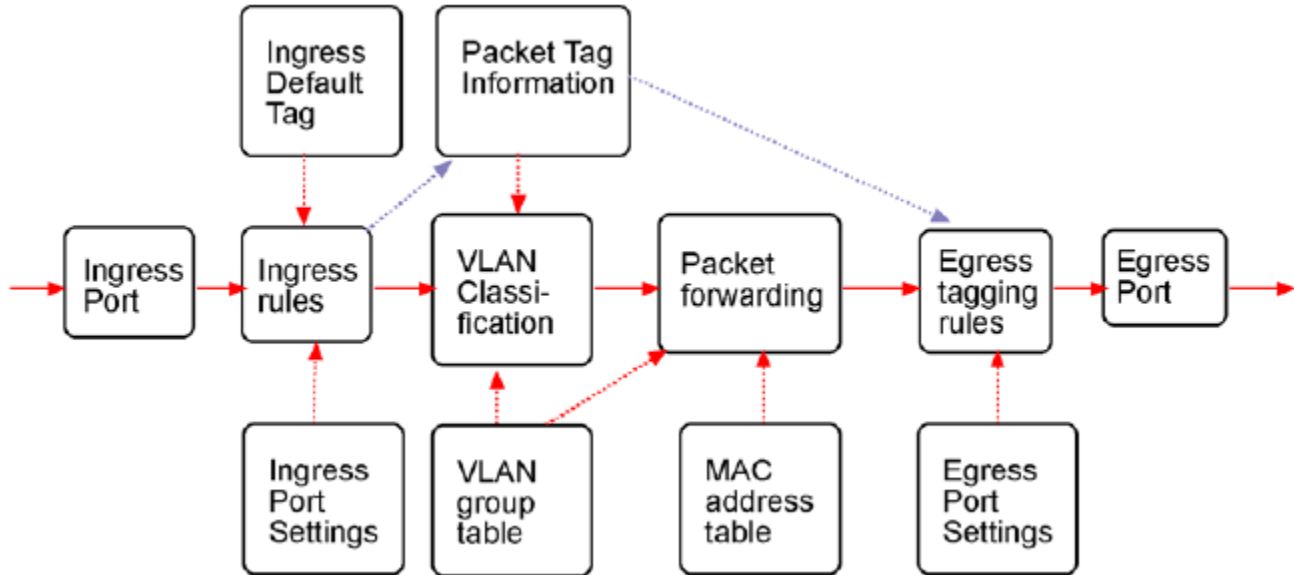 Ingress
Default
Tag
Packet Tag
Information
Ingress
Port
Ingress
rules
VLAN
Classi-
fication
Packet
forwarding
Egress
tagging
rules
Egress
Port
Ingress
Port
Settings
VLAN
group
table
MAC
address
table
Egress
Port
Settings